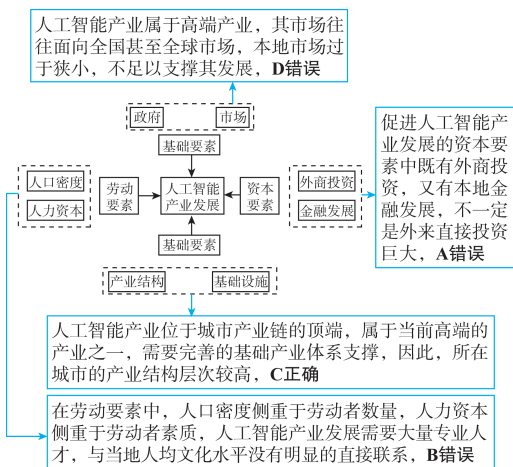 人工智能产业属于高端产业，其市场往
往面向全国甚至全球市场，本地市场过
于狭小，不足以支撑其发展，D错误
政府
市场
基础要素
人口密度
人力资本
劳动
要素
人工智能
产业发展
资本
要素
外商投资
金融发展
基础要素
产业结构
基础设施
促进人工智能产
业发展的资本要
素中既有外商投
资，又有本地金
融发展，不一定
是外来直接投资
巨大，A错误
人工智能产业位于城市产业链的顶端，属于当前高端的
产业之一，需要完善的基础产业体系支撑，因此，所在
城市的产业结构层次较高，C正确
在劳动要素中，人口密度侧重于劳动者数量，人力资本
侧重于劳动者素质，人工智能产业发展需要大量专业人
才，与当地人均文化水平没有明显的直接联系，B错误